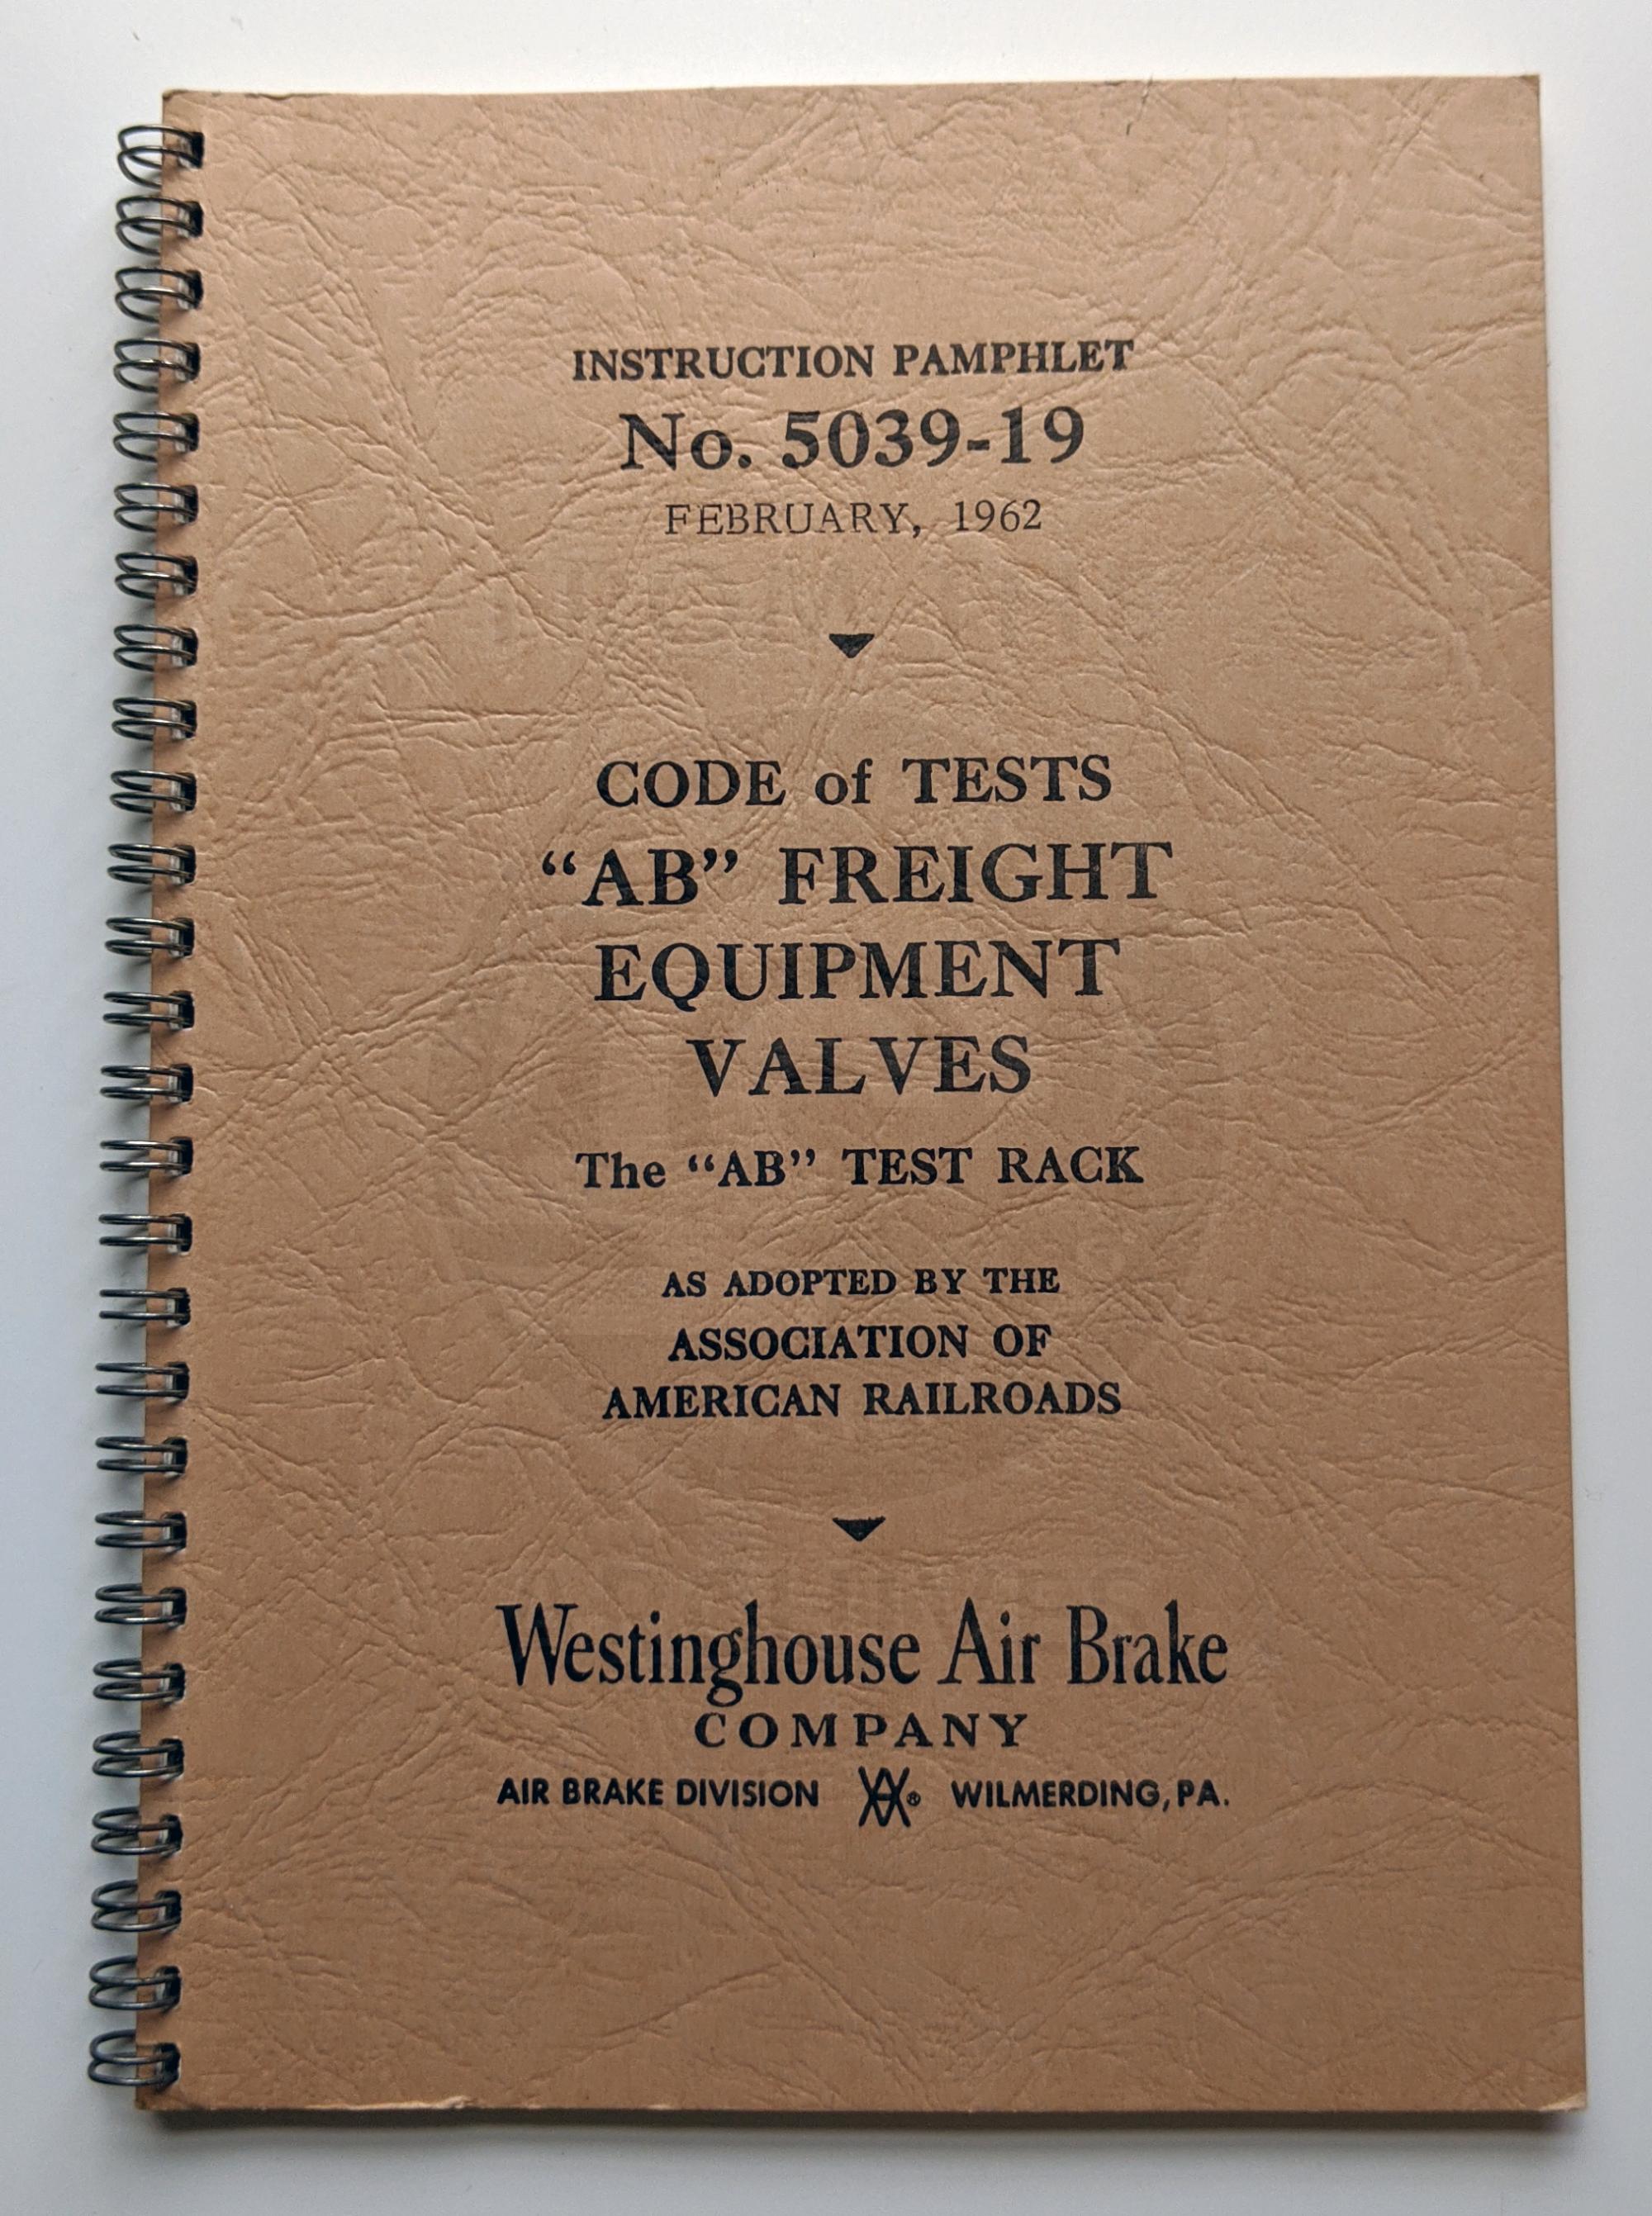 INSTRUCTION PAMPHLET
No. 5039-19
FEBRUARY, 1962
CODE of TESTS
“AB” FREIGHT
EQUIPMENT
VALVES
The “AB” TEST RACK
AS ADOPTED BY THE
ASSOCIATION OF
AMERICAN RAILROADS
Westinghouse Air Brake
COMPANY
AIR BRAKE DIVISION ® WILMERDING, PA.